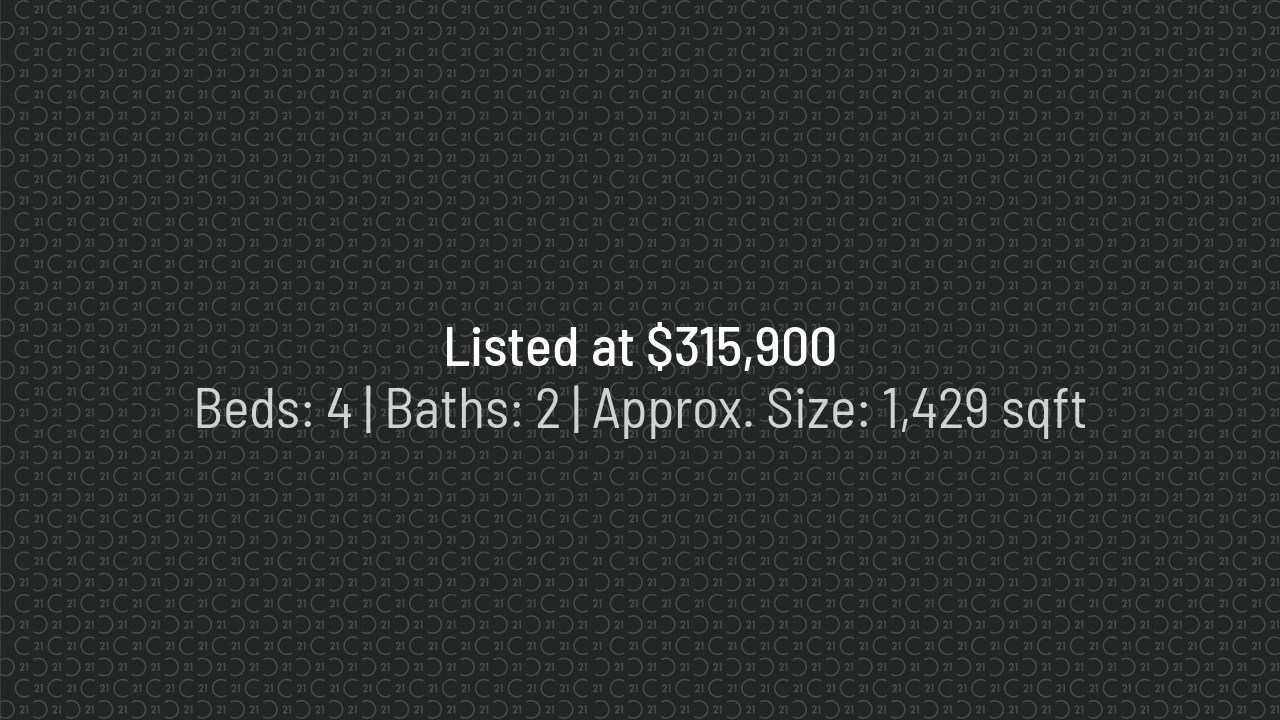 Listed at $315,900
Beds: 4 | Baths: 2 | Approx. Size: 1,429 sqft